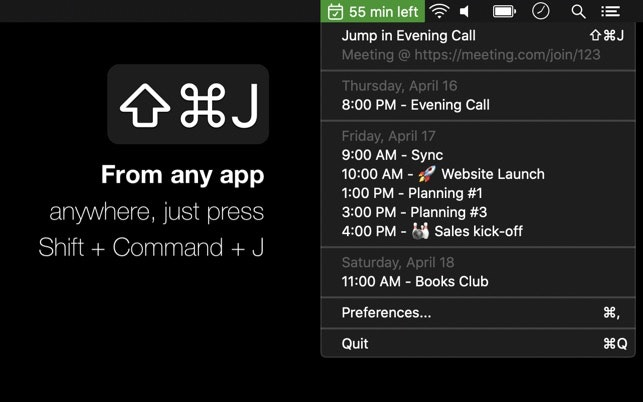 55 min left
Jump in Evening Call ⇧⌘J
Meeting @ https://meeting.com/join/123
Thursday, April 16
8:00 PM - Evening Call
Friday, April 17
9:00 AM - Sync
10:00 AM - 🚀 Website Launch
1:00 PM - Planning #1
3:00 PM - Planning #3
4:00 PM - 🎳 Sales kick-off
Saturday, April 18
11:00 AM - Books Club
Preferences... ⌘,
Quit ⌘Q
⇧⌘J
From any app
anywhere, just press
Shift + Command + J